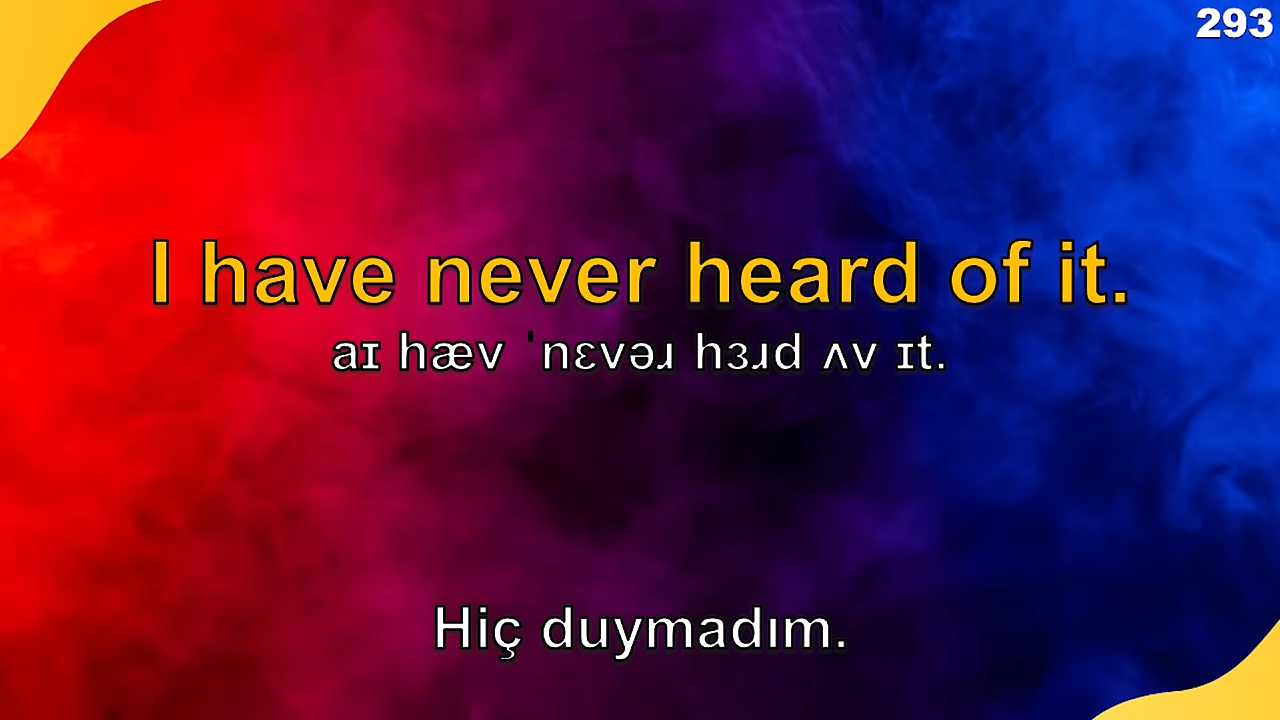 293
I have never heard of it.
aɪ hæv ˈnɛvəɹ hɜɹd ʌv ɪt.
Hiç duymadım.